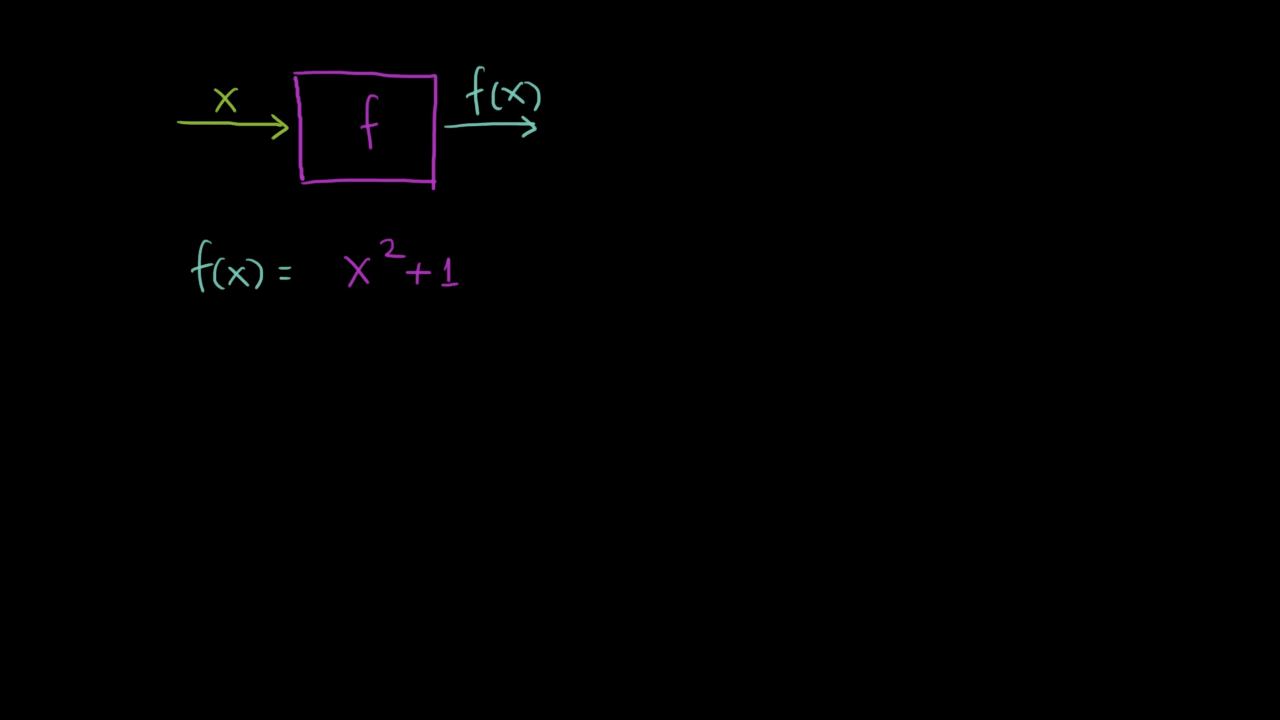 x f f(x)
f(x) = x² + 1